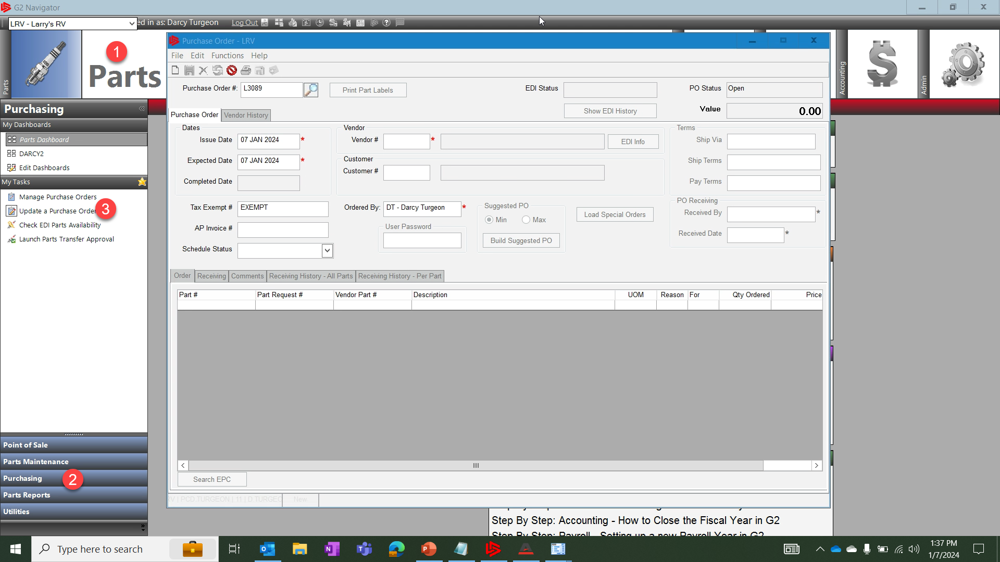 G2 Navigator
LRV - Larry's RV
ed in as: Darcy Turgeon
Log Out
Parts
1
Parts
Accounting
Admin
Purchase Order - LRV
File Edit Functions Help
Purchase Order #: L3089
Print Part Labels
EDI Status
PO Status Open
Show EDI History
Value 0.00
Purchase Order
Vendor History
Dates
Issue Date 07 JAN 2024 *
Expected Date 07 JAN 2024 *
Completed Date
Vendor
Vendor # *
EDI Info
Customer
Customer #
Terms
Ship Via
Ship Terms
Pay Terms
Tax Exempt # EXEMPT
AP Invoice #
Schedule Status
Ordered By: DT - Darcy Turgeon *
User Password
Suggested PO
Min Max
Build Suggested PO
Load Special Orders
PO Receiving
Received By *
Received Date *
Order Receiving Comments Receiving History - All Parts Receiving History - Per Part
Part # Part Request # Vendor Part # Description UOM Reason For Qty Ordered Price
Search EPC
RV | PCD.TURGEON | 11 | D.TURGEC
New
Purchasing
My Dashboards
Parts Dashboard
DARCY2
Edit Dashboards
My Tasks
Manage Purchase Orders
Update a Purchase Order
3
Check EDI Parts Availability
Launch Parts Transfer Approval
Point of Sale
Parts Maintenance
Purchasing
2
Parts Reports
Utilities
Step By Step: Accounting - How to Close the Fiscal Year in G2
Step By Step: Payroll - Setting up a new Payroll Year in G2
Type here to search
1:37 PM
1/7/2024